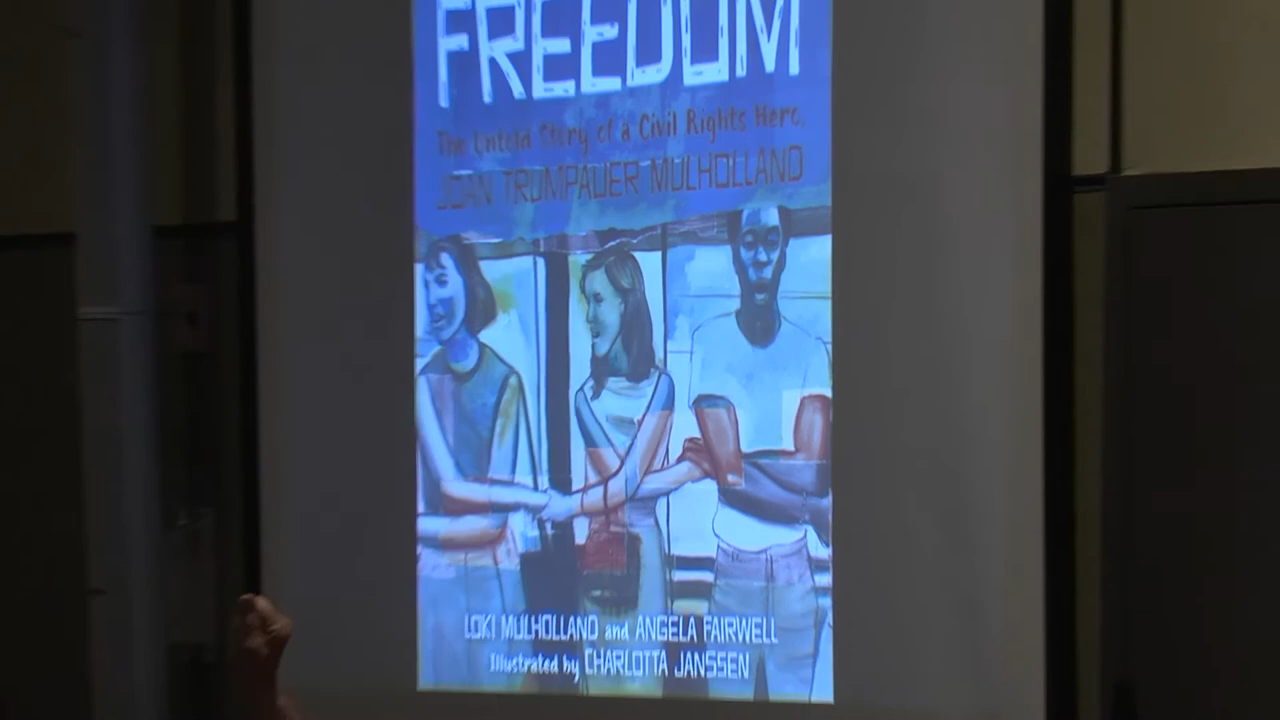 FREEDOM
The Untold Story of a Civil Rights Hero,
JOAN TRUMPAUER MULHOLLAND
LOKI MULHOLLAND and ANGELA FAIRWELL
Illustrated by CHARLOTTA JANSSEN